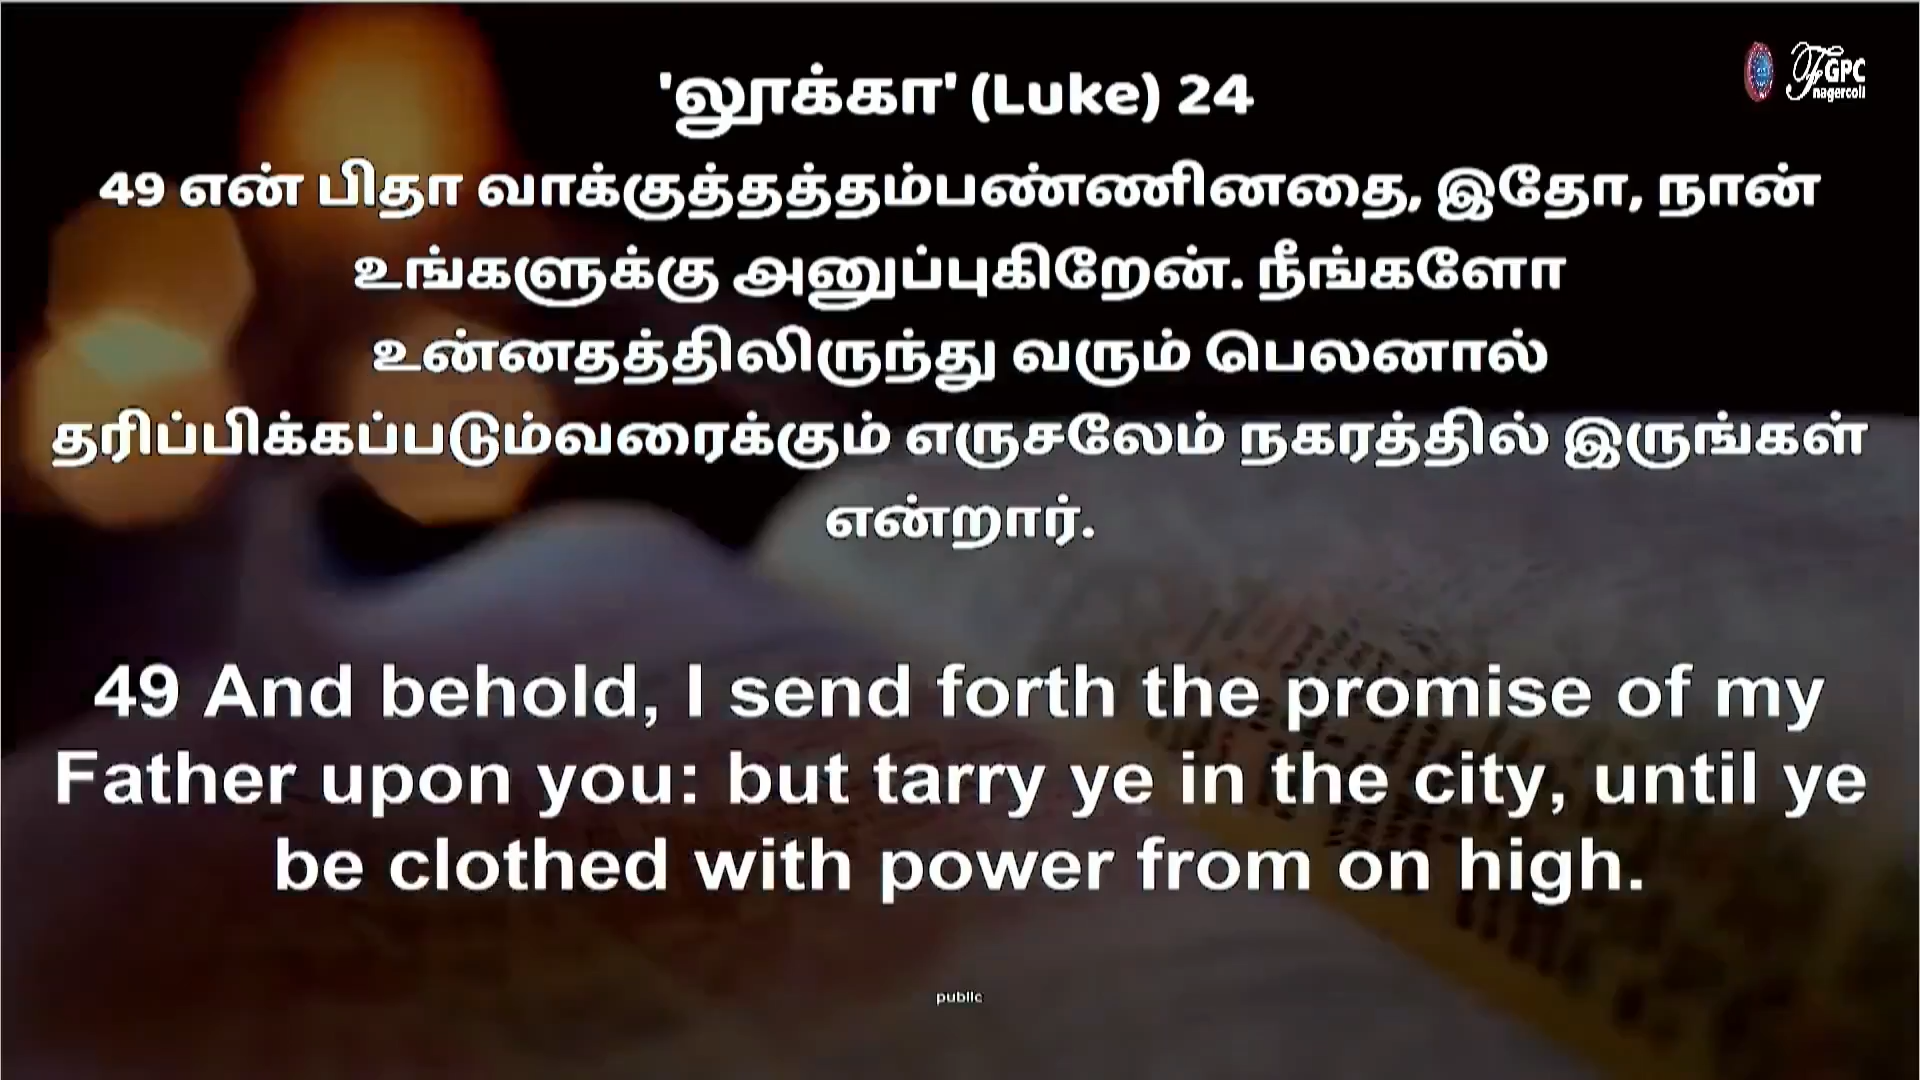 'லூக்கா' (Luke) 24
GPC
nagercoil
49 என் பிதா வாக்குத்தத்தம்பண்ணினதை, இதோ, நான்
உங்களுக்கு அனுப்புகிறேன். நீங்களோ
உன்னதத்திலிருந்து வரும் பெலனால்
தரிப்பிக்கப்படும்வரைக்கும் எருசலேம் நகரத்தில் இருங்கள்
என்றார்.
49 And behold, I send forth the promise of my
Father upon you: but tarry ye in the city, until ye
be clothed with power from on high.
public